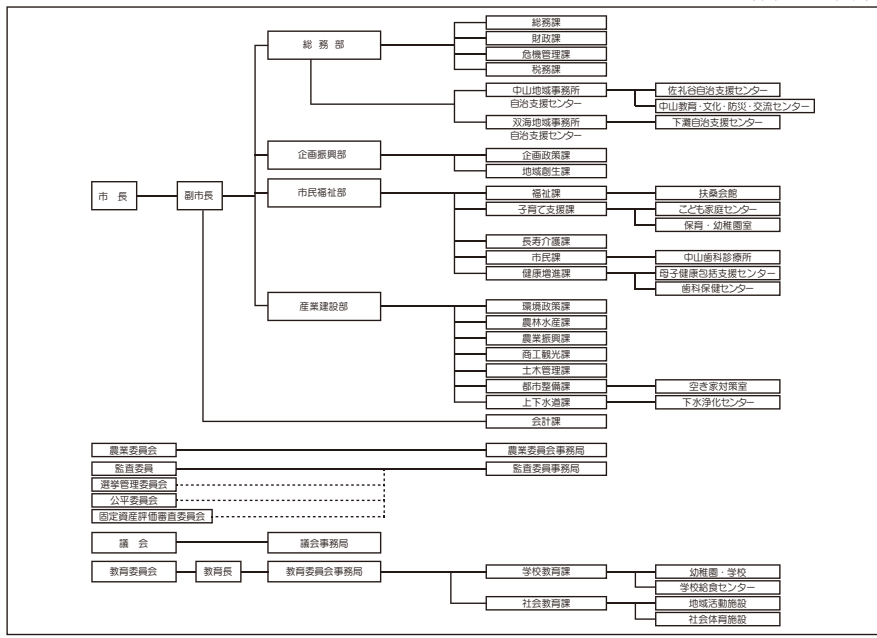 総務部
総務課
財政課
危機管理課
税務課
中山地域事務所
自治支援センター
佐礼谷自治支援センター
中山教育・文化・防災・交流センター
双海地域事務所
自治支援センター
下灘自治支援センター
企画振興部
企画政策課
地域創生課
市長
副市長
市民福祉部
福祉課
扶桑会館
子育て支援課
こども家庭センター
保育・幼稚園室
長寿介護課
市民課
中山歯科診療所
健康増進課
母子健康包括支援センター
歯科保健センター
産業建設部
環境政策課
農林水産課
農業振興課
商工観光課
土木管理課
都市整備課
空き家対策室
上下水道課
下水浄化センター
会計課
農業委員会
農業委員会事務局
監査委員
監査委員事務局
選挙管理委員会
公平委員会
固定資産評価審査委員会
議会
議会事務局
教育委員会
教育長
教育委員会事務局
学校教育課
幼稚園・学校
学校給食センター
社会教育課
地域活動施設
社会体育施設